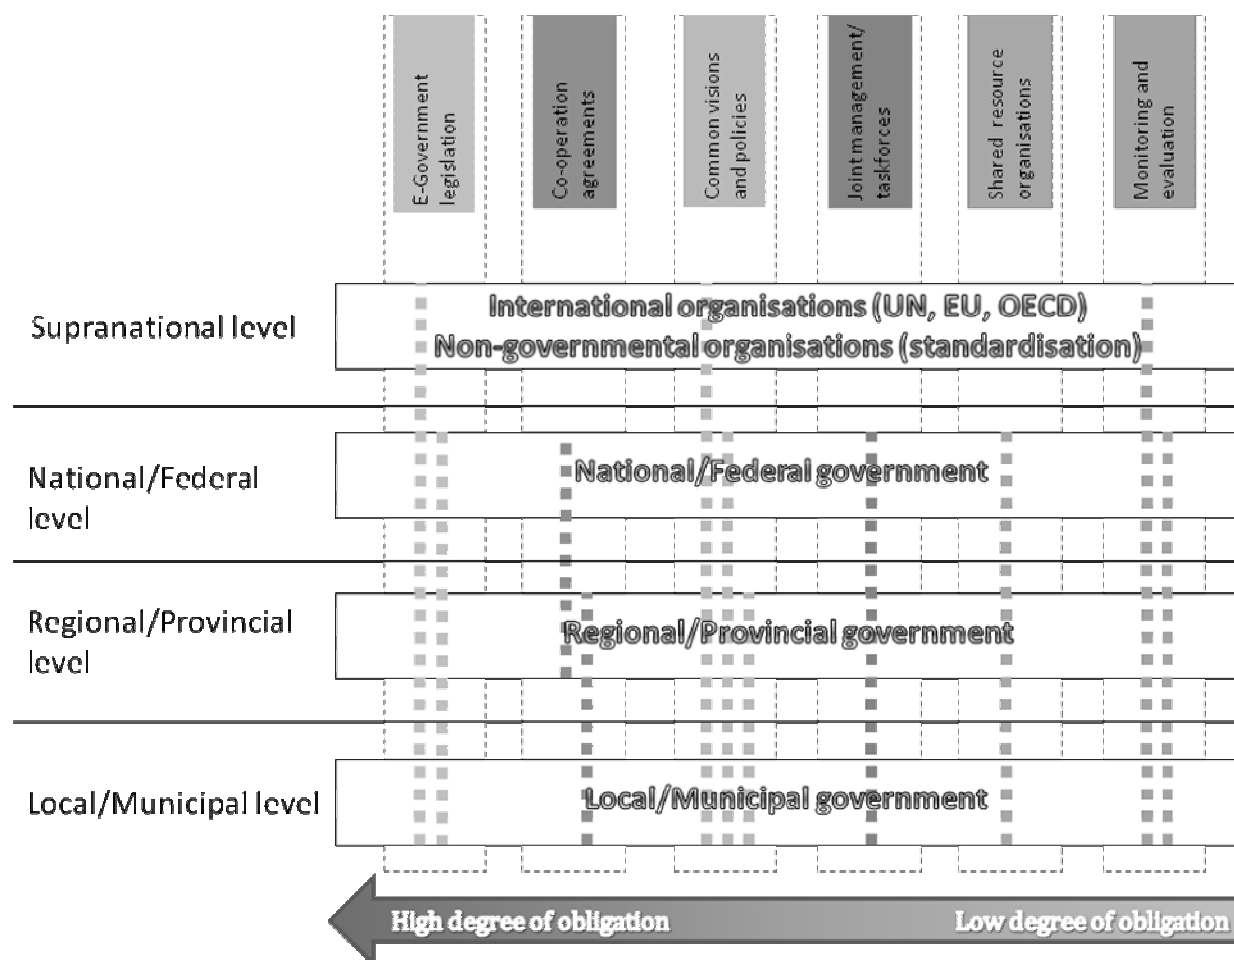 E-Government
legislation
Co-operation
agreements
Common visions
and policies
Joint management/
taskforces
Shared resource
organisations
Monitoring and
evaluation
Supranational level
International organisations (UN, EU, OECD)
Non-governmental organisations (standardisation)
National/Federal
level
National/Federal government
Regional/Provincial
level
Regional/Provincial government
Local/Municipal level
Local/Municipal government
High degree of obligation
Low degree of obligation